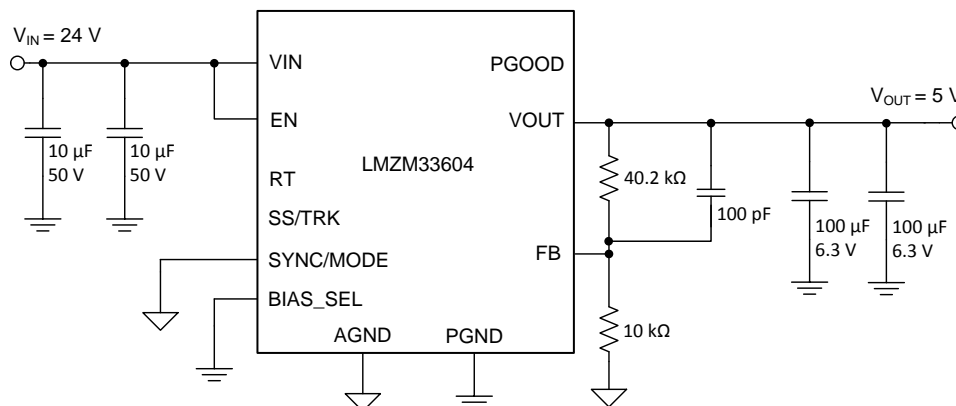 V_IN = 24 V
10 µF
50 V
10 µF
50 V
VIN
EN
RT
SS/TRK
SYNC/MODE
BIAS_SEL
AGND
PGND
LMZM33604
PGOOD
VOUT
FB
40.2 kΩ
100 pF
10 kΩ
100 µF
6.3 V
100 µF
6.3 V
V_OUT = 5 V